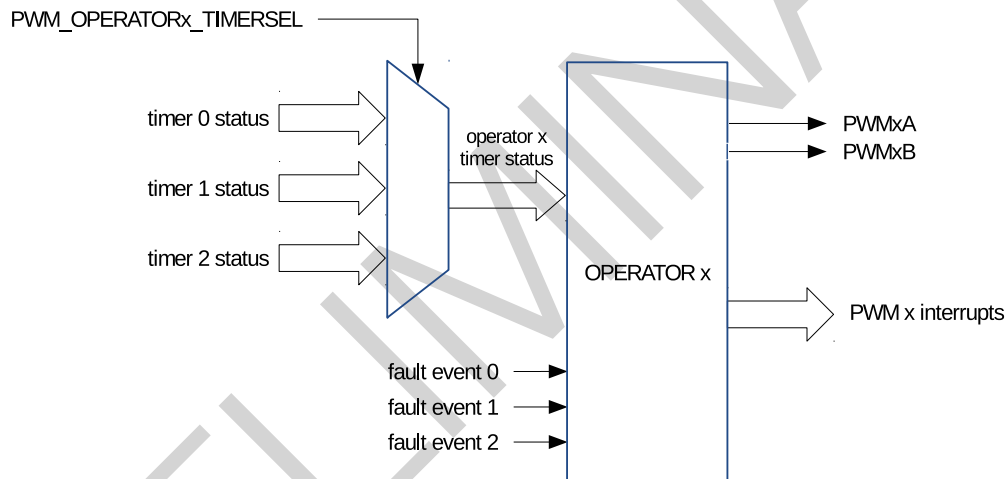 PWM_OPERATORx_TIMERSEL
timer 0 status
timer 1 status
timer 2 status
operator x
timer status
OPERATOR x
PWMxA
PWMxB
PWM x interrupts
fault event 0
fault event 1
fault event 2
ELIMINA